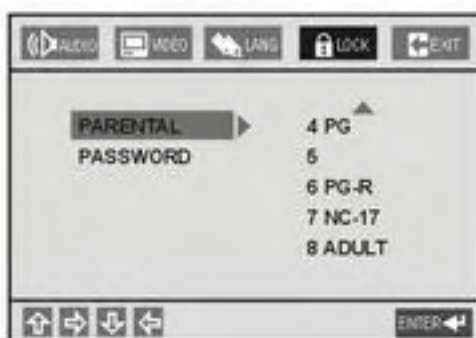 AUDIO VIDEO LANG LOCK EXIT
PARENTAL 4 PG
PASSWORD 5
6 PG-R
7 NC-17
8 ADULT
ENTER